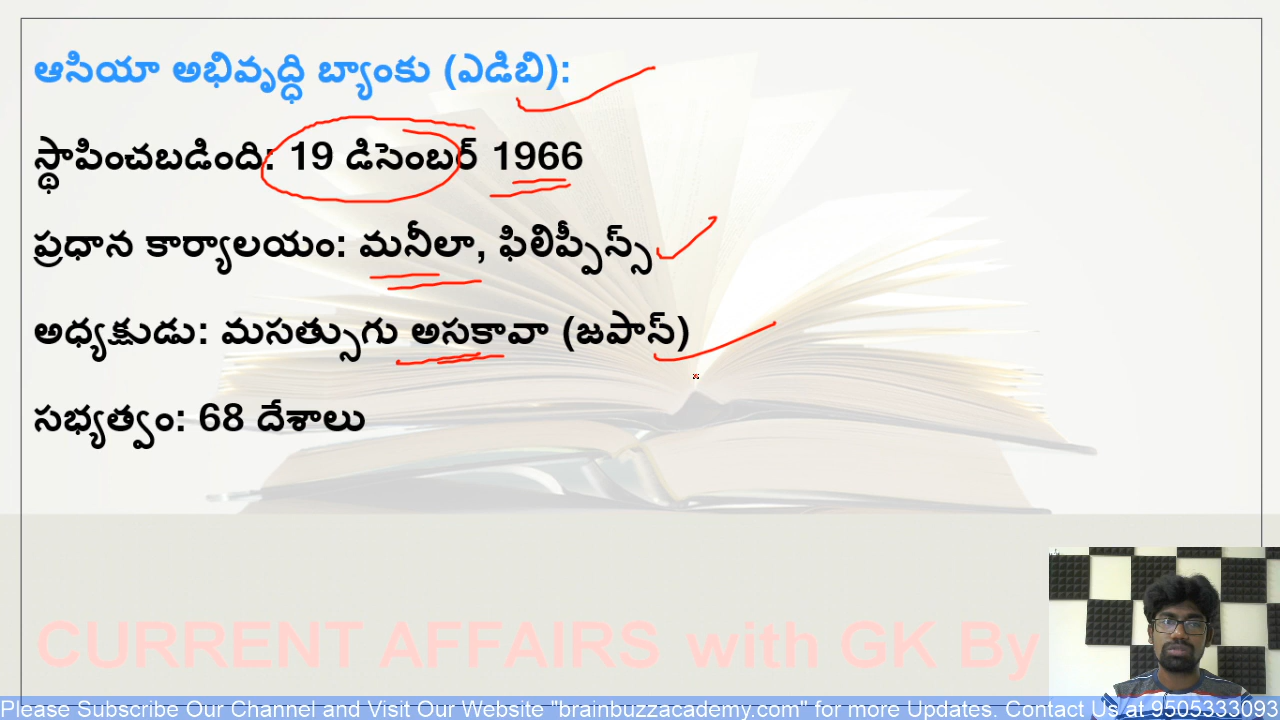 ఆసియా అభివృద్ధి బ్యాంకు (ఎడిబి):
స్థాపించబడింది: 19 డిసెంబర్ 1966
ప్రధాన కార్యాలయం: మనీలా, ఫిలిప్పీన్స్
అధ్యక్షుడు: మసత్సుగు అసకావా (జపాన్)
సభ్యత్వం: 68 దేశాలు
CURRENT AFFAIRS with GK By
Please Subscribe Our Channel and Visit Our Website "brainbuzzacademy.com" for more Updates. Contact Us at 9505333093